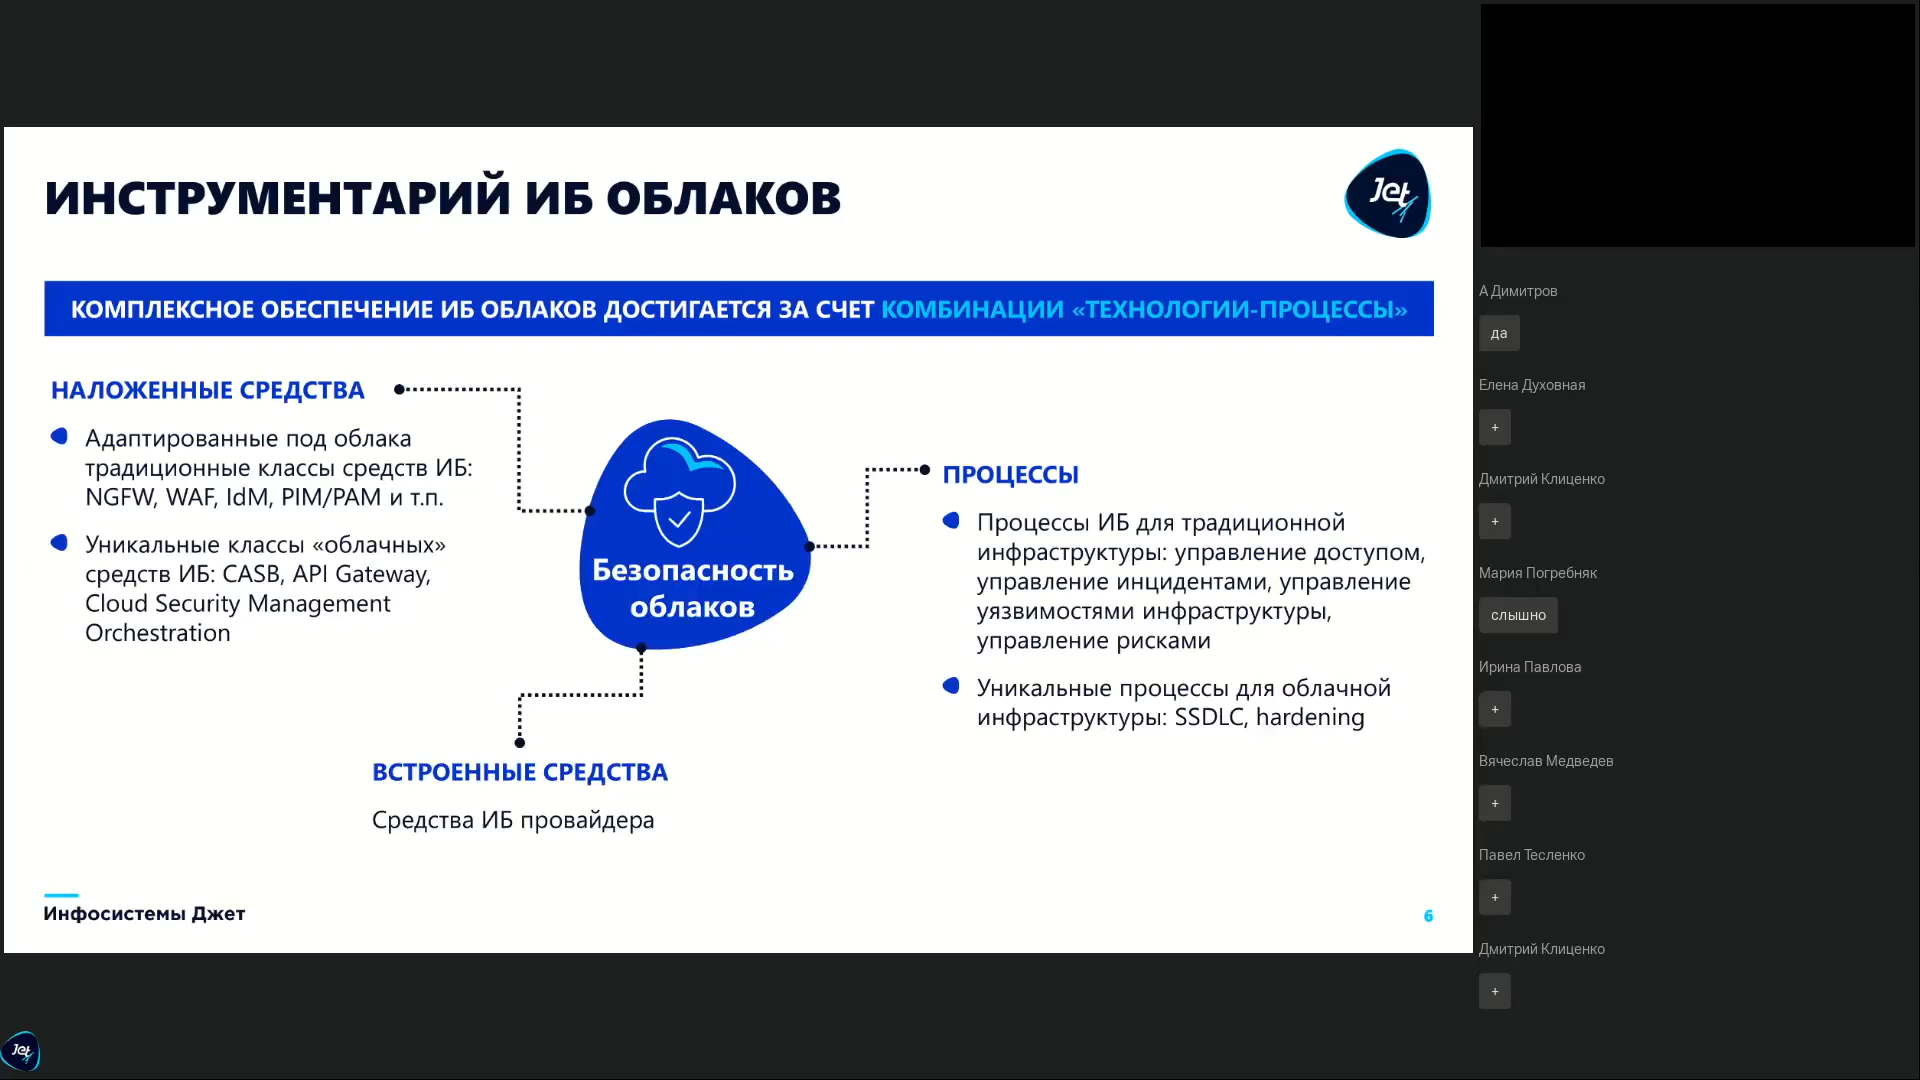 ИНСТРУМЕНТАРИЙ ИБ ОБЛАКОВ
Jet
КОМПЛЕКСНОЕ ОБЕСПЕЧЕНИЕ ИБ ОБЛАКОВ ДОСТИГАЕТСЯ ЗА СЧЕТ КОМБИНАЦИИ «ТЕХНОЛОГИИ-ПРОЦЕССЫ»
НАЛОЖЕННЫЕ СРЕДСТВА
Адаптированные под облака
традиционные классы средств ИБ:
NGFW, WAF, IdM, PIM/PAM и т.п.
Уникальные классы «облачных»
средств ИБ: CASB, API Gateway,
Cloud Security Management
Orchestration
Безопасность
облаков
ПРОЦЕССЫ
Процессы ИБ для традиционной
инфраструктуры: управление доступом,
управление инцидентами, управление
уязвимостями инфраструктуры,
управление рисками
Уникальные процессы для облачной
инфраструктуры: SSDLC, hardening
ВСТРОЕННЫЕ СРЕДСТВА
Средства ИБ провайдера
Инфосистемы Джет
6
Jet
А Димитров
да
Елена Духовная
+
Дмитрий Клиценко
+
Мария Погребняк
слышно
Ирина Павлова
+
Вячеслав Медведев
+
Павел Тесленко
+
Дмитрий Клиценко
+